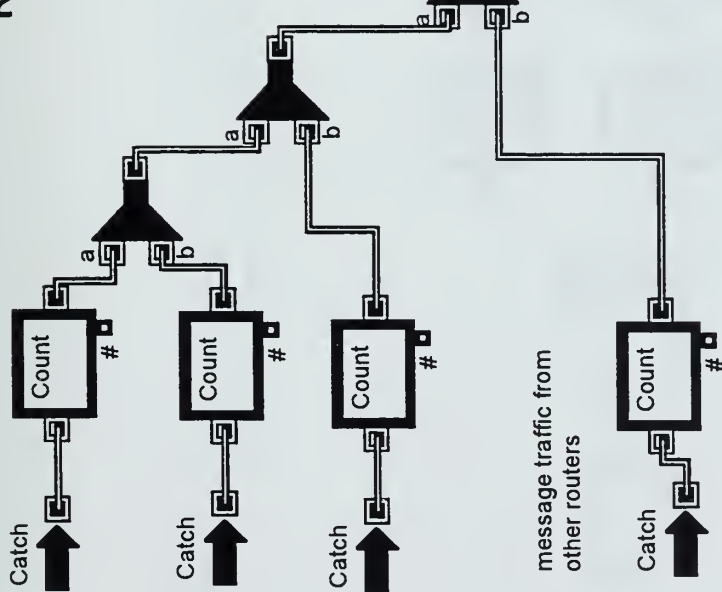 a
b
a
b
a
b
Count
#
Count
#
Count
#
Count
#
Catch
Catch
Catch
message traffic from
other routers
Catch